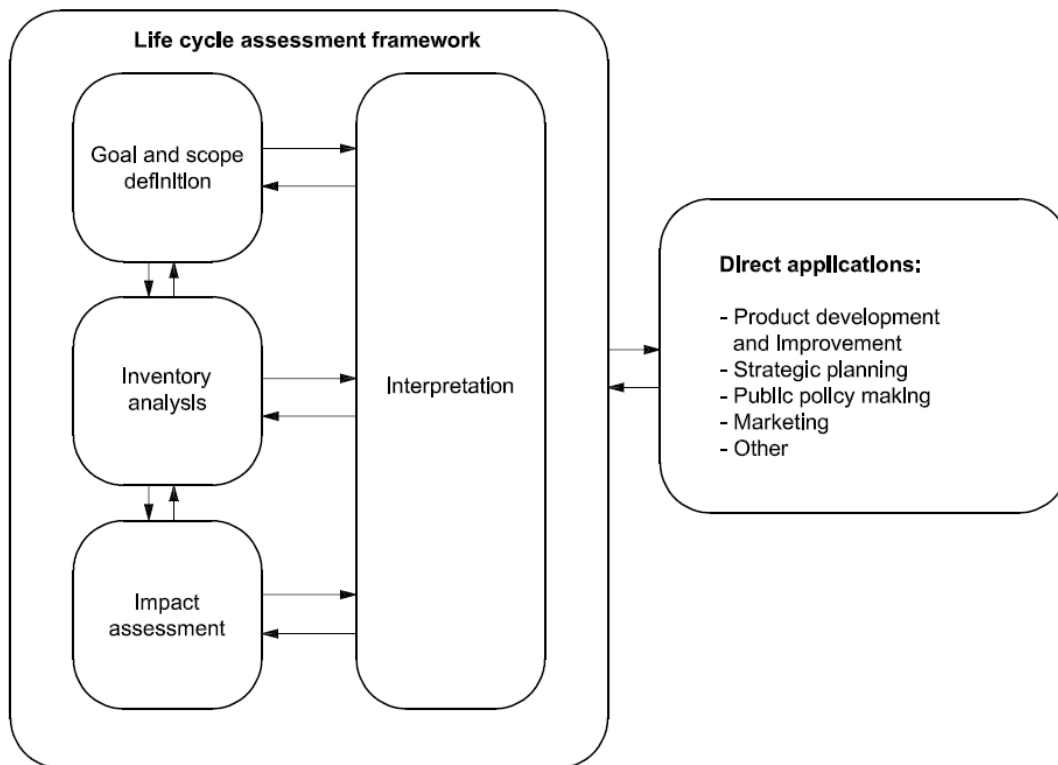 Life cycle assessment framework
Goal and scope
definition
Inventory
analysis
Impact
assessment
Interpretation
Direct applications:
- Product development
and Improvement
- Strategic planning
- Public policy making
- Marketing
- Other